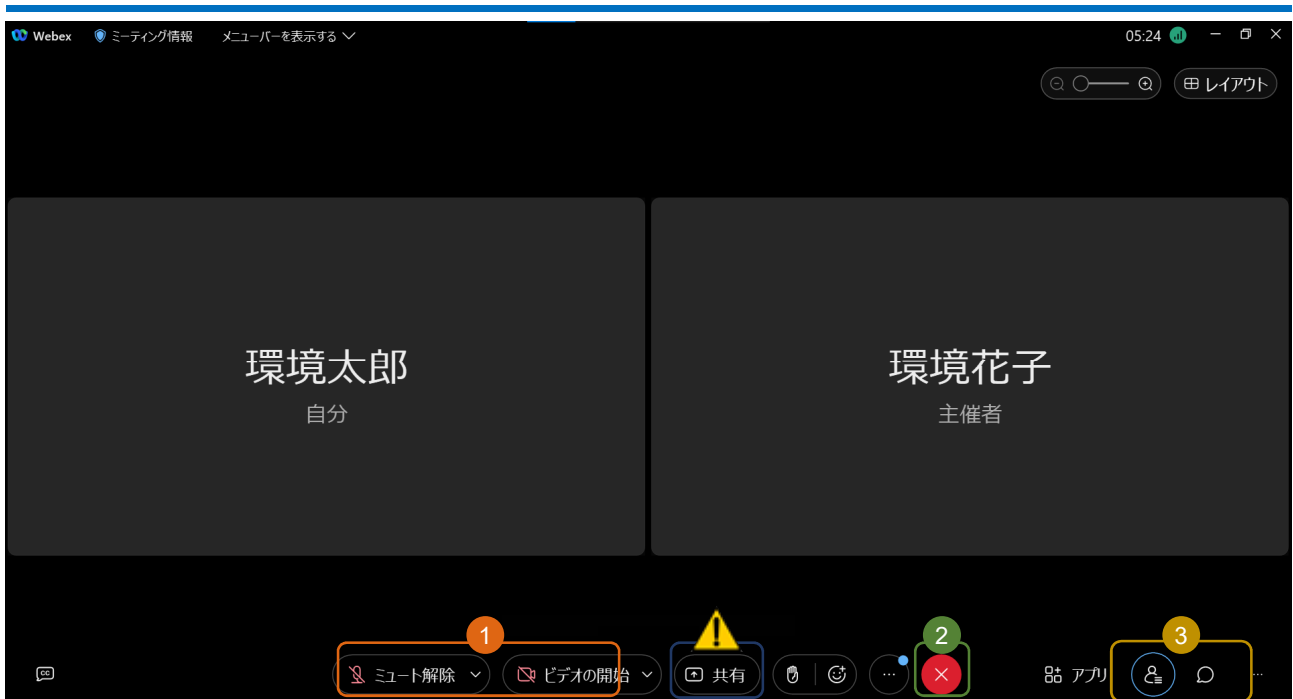 Webex ミーティング情報 メニューバーを表示する 05:24
レイアウト
環境太郎
自分
環境花子
主催者
1 2 3
CC ミュート解除 ビデオの開始 共有 アプリ